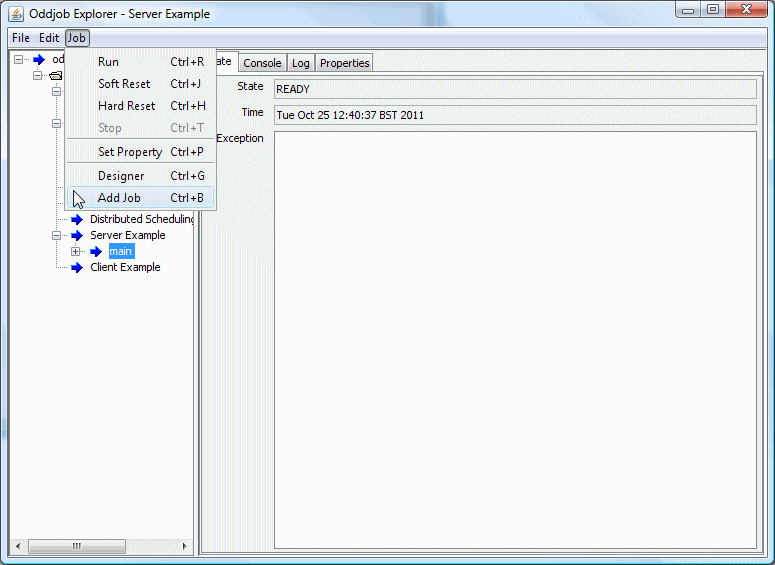 Oddjob Explorer - Server Example
File Edit Job
od
Run Ctrl+R
Soft Reset Ctrl+J
Hard Reset Ctrl+H
Stop Ctrl+T
Set Property Ctrl+P
Designer Ctrl+G
Add Job Ctrl+B
Distributed Scheduling
Server Example
main
Client Example
ate Console Log Properties
State READY
Time Tue Oct 25 12:40:37 BST 2011
Exception